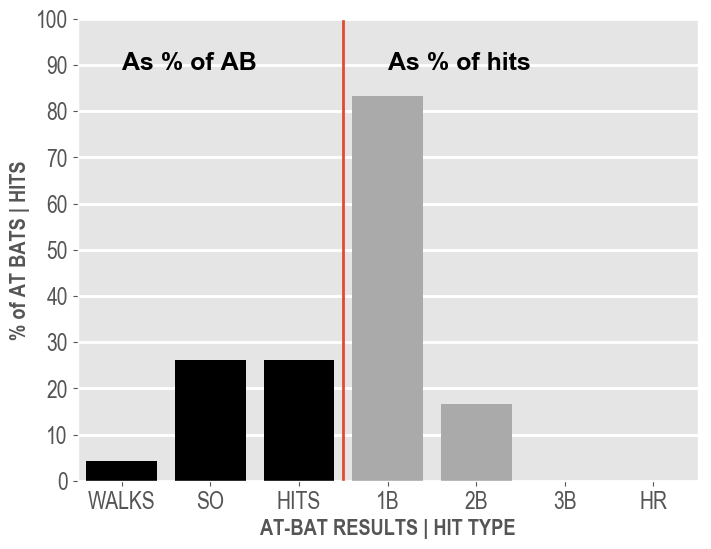 100
As % of AB
As % of hits
90
80
70
60
50
40
30
20
10
0
% of AT BATS | HITS
WALKS SO HITS 1B 2B 3B HR
AT-BAT RESULTS | HIT TYPE